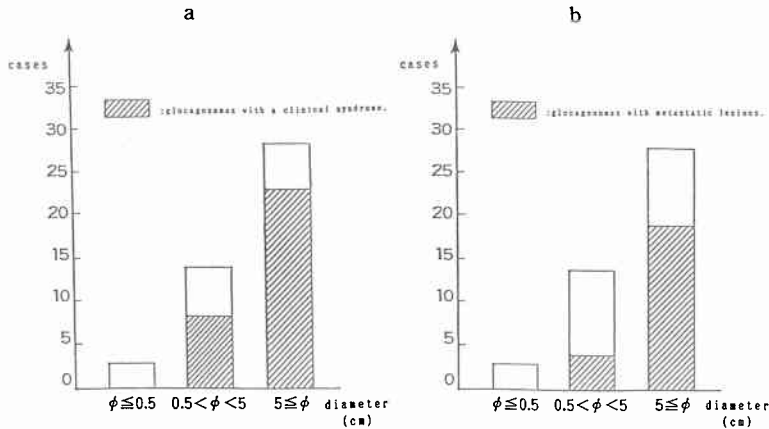 a
cases
35
30
25
20
15
10
5
0
:glucagonomas with a clinical syndrome.
φ≦0.5 0.5<φ<5 5≦φ diameter
(cm)
b
cases
35
30
25
20
15
10
5
0
:glucagonomas with metastatic lesions.
φ≦0.5 0.5<φ<5 5≦φ diameter
(cm)